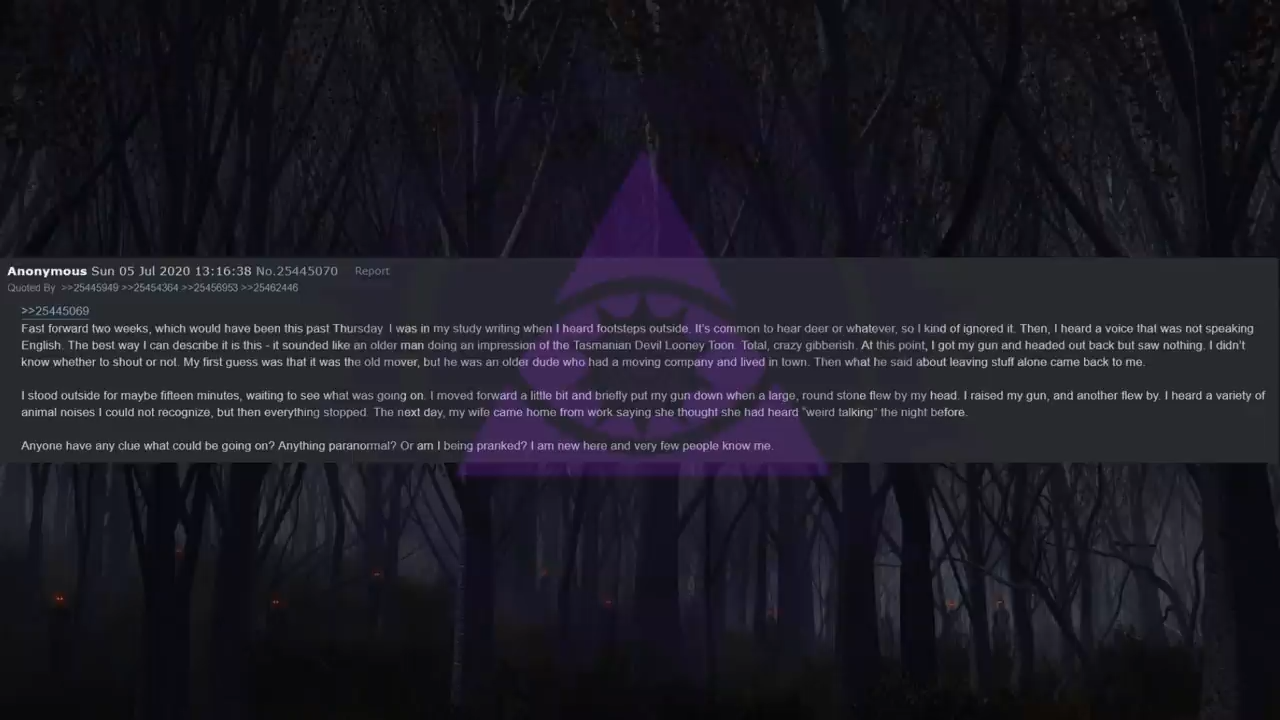 Anonymous Sun 05 Jul 2020 13:16:38 No.25445070 Report
Quoted By >>25445949 >>25454364 >>25456953 >>25462446
>>25445069
Fast forward two weeks, which would have been this past Thursday. I was in my study writing when I heard footsteps outside. It's common to hear deer or whatever, so I kind of ignored it. Then, I heard a voice that was not speaking
English. The best way I can describe it is this - it sounded like an older man doing an impression of the Tasmanian Devil Looney Toon. Total, crazy gibberish. At this point, I got my gun and headed out back but saw nothing. I didn't
know whether to shout or not. My first guess was that it was the old mover, but he was an older dude who had a moving company and lived in town. Then what he said about leaving stuff alone came back to me.
I stood outside for maybe fifteen minutes, waiting to see what was going on. I moved forward a little bit and briefly put my gun down when a large, round stone flew by my head. I raised my gun, and another flew by. I heard a variety of
animal noises I could not recognize, but then everything stopped. The next day, my wife came home from work saying she thought she had heard "weird talking" the night before.
Anyone have any clue what could be going on? Anything paranormal? Or am I being pranked? I am new here and very few people know me.